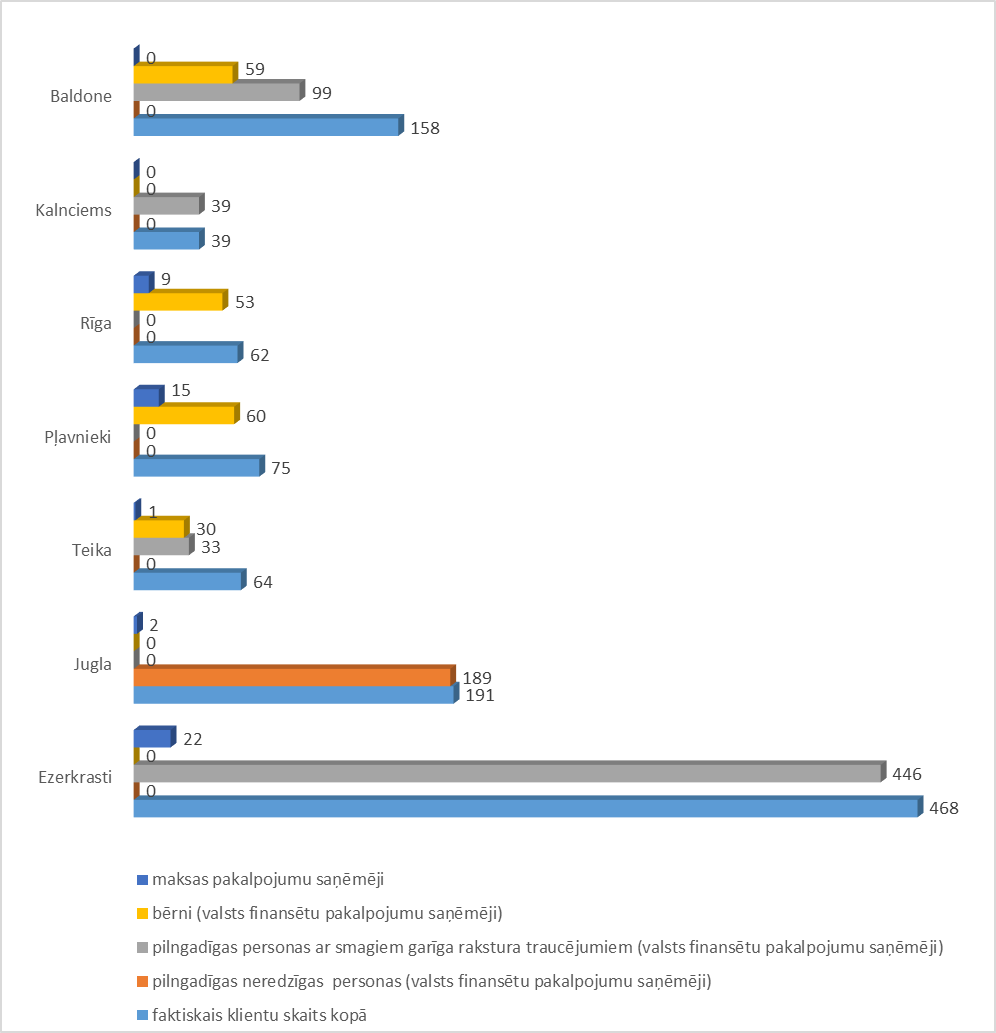 0
59
Baldone
99
0
158
0
0
Kalnciems
39
0
39
9
53
Rīga
0
0
62
15
60
Pļavnieki
0
0
75
1
30
Teika
33
0
64
2
0
Jugla
0
189
191
22
0
Ezerkrasti
446
0
468
maksas pakalpojumu saņēmēji
bērni (valsts finansētu pakalpojumu saņēmēji)
pilngadīgas personas ar smagiem garīga rakstura traucējumiem (valsts finansētu pakalpojumu saņēmēji)
pilngadīgas neredzīgas  personas (valsts finansētu pakalpojumu saņēmēji)
faktiskais klientu skaits kopā